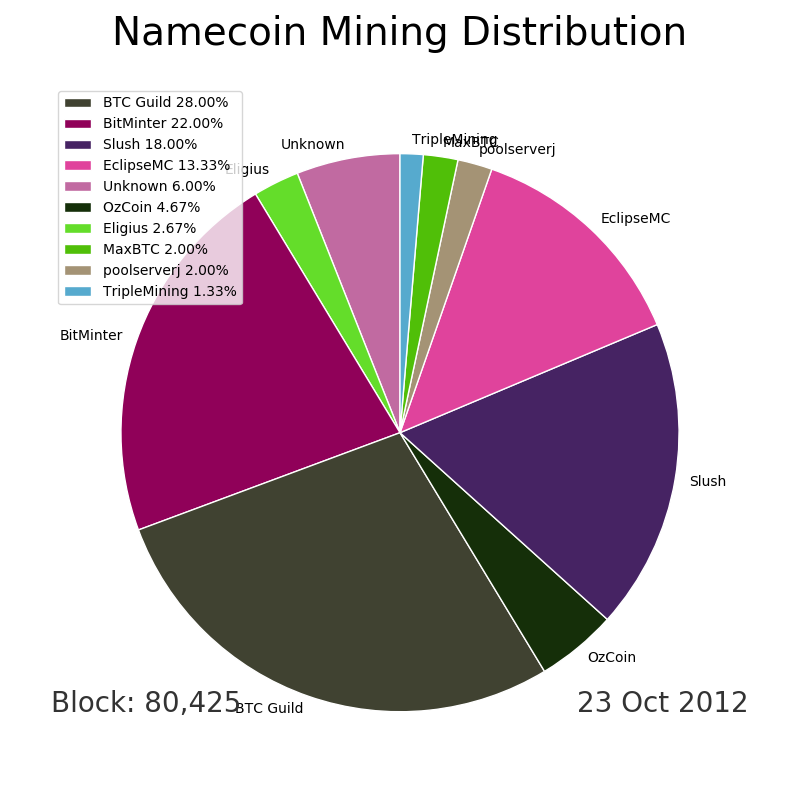 Namecoin Mining Distribution
BTC Guild 28.00%
BitMinter 22.00%
Slush 18.00%
EclipseMC 13.33%
Unknown 6.00%
OzCoin 4.67%
Eligius 2.67%
MaxBTC 2.00%
poolserverj 2.00%
TripleMining 1.33%
TripleMining
MaxBTC
poolserverj
Unknown
Eligius
EclipseMC
BitMinter
Slush
OzCoin
BTC Guild
Block: 80,425
23 Oct 2012